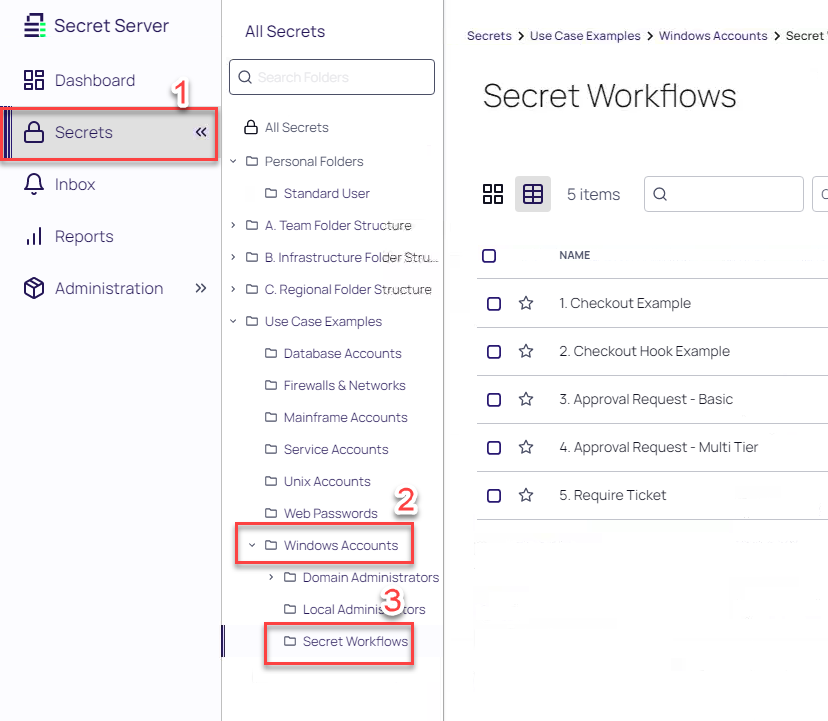 Secret Server
Dashboard
1
Secrets
Inbox
Reports
Administration
All Secrets
Search Folders
All Secrets
Personal Folders
Standard User
A. Team Folder Structure
B. Infrastructure Folder Stru...
C. Regional Folder Structure
Use Case Examples
Database Accounts
Firewalls & Networks
Mainframe Accounts
Service Accounts
Unix Accounts
2
Web Passwords
Windows Accounts
Domain Administrators
3
Local Administrators
Secret Workflows
Secrets > Use Case Examples > Windows Accounts > Secret
Secret Workflows
5 items
NAME
1. Checkout Example
2. Checkout Hook Example
3. Approval Request - Basic
4. Approval Request - Multi Tier
5. Require Ticket